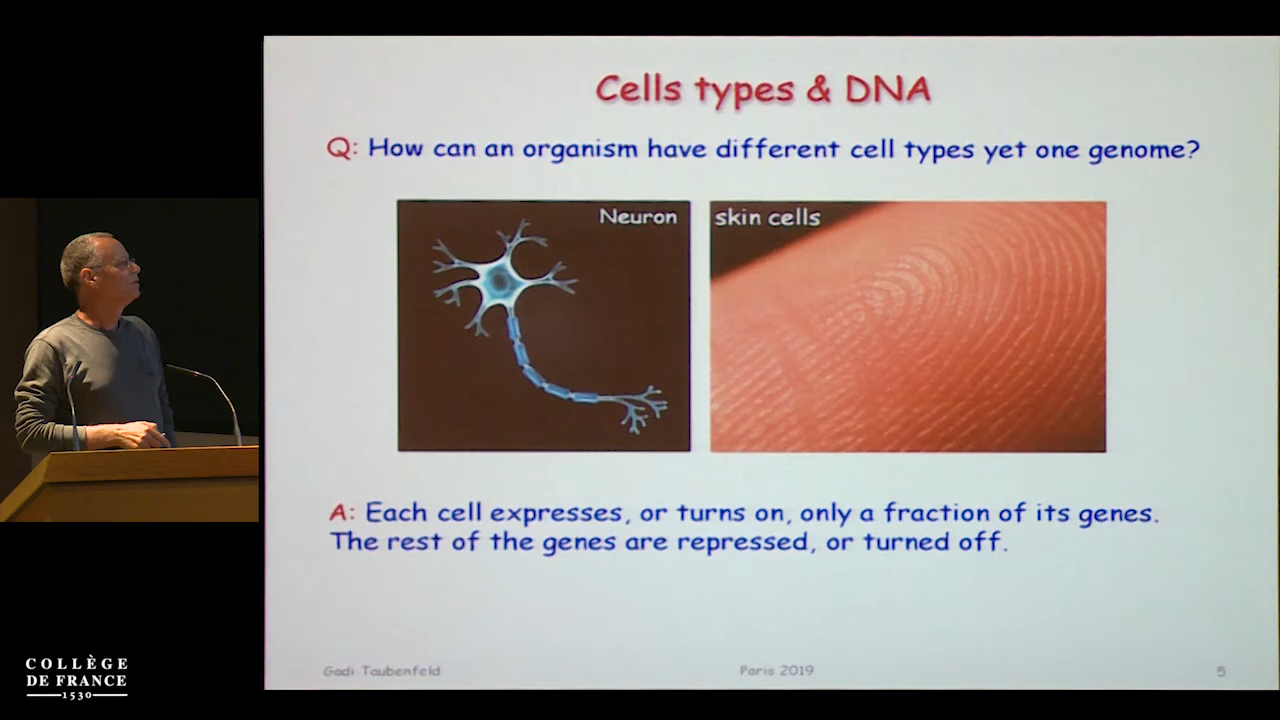 Cells types & DNA
Q: How can an organism have different cell types yet one genome?
Neuron
skin cells
A: Each cell expresses, or turns on, only a fraction of its genes.
The rest of the genes are repressed, or turned off.
Gadi Taubenfeld
Paris 2019
5
COLLÈGE
DE FRANCE
1530